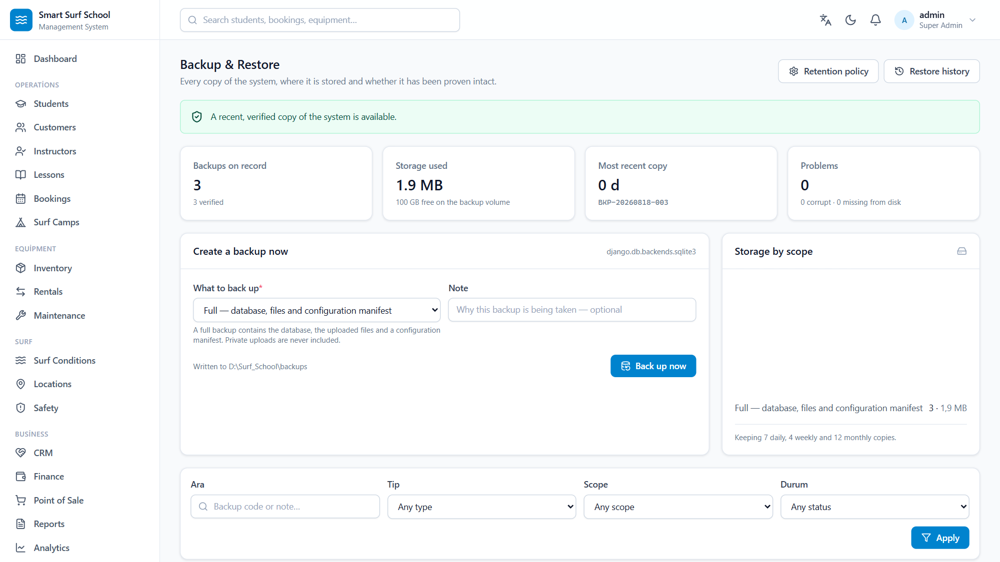 Smart Surf School
Management System
Search students, bookings, equipment...
A
admin
Super Admin
Dashboard
OPERATİONS
Students
Customers
Instructors
Lessons
Bookings
Surf Camps
EQUİPMENT
Inventory
Rentals
Maintenance
SURF
Surf Conditions
Locations
Safety
BUSİNESS
CRM
Finance
Point of Sale
Reports
Analytics
Backup & Restore
Every copy of the system, where it is stored and whether it has been proven intact.
Retention policy
Restore history
A recent, verified copy of the system is available.
Backups on record
3
3 verified
Storage used
1.9 MB
100 GB free on the backup volume
Most recent copy
0 d
BKP-20260818-003
Problems
0
0 corrupt · 0 missing from disk
Create a backup now
django.db.backends.sqlite3
What to back up*
Full — database, files and configuration manifest
A full backup contains the database, the uploaded files and a configuration
manifest. Private uploads are never included.
Note
Why this backup is being taken — optional
Written to D:\Surf_School\backups
Back up now
Storage by scope
Full — database, files and configuration manifest 3 · 1,9 MB
Keeping 7 daily, 4 weekly and 12 monthly copies.
Ara
Backup code or note...
Tip
Any type
Scope
Any scope
Durum
Any status
Apply